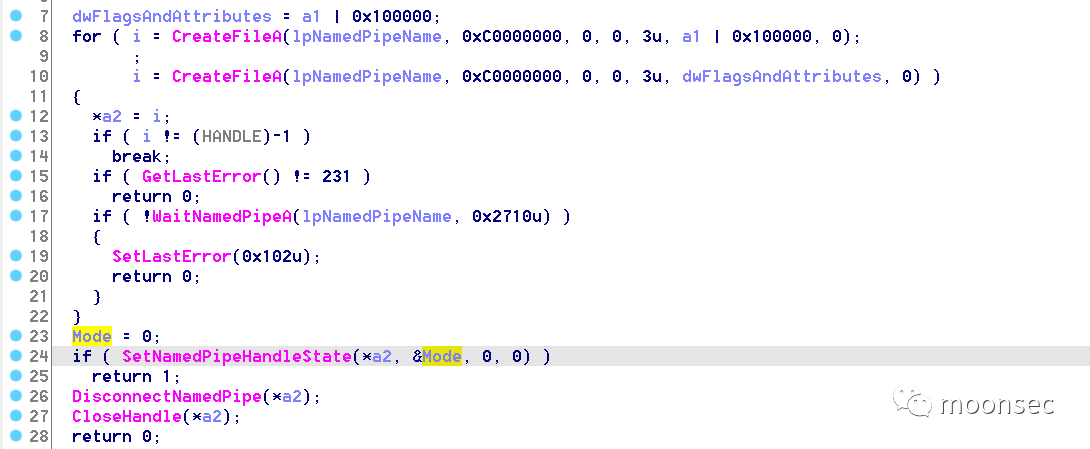 7 dwFlagsAndAttributes = a1 | 0x100000;
8 for ( i = CreateFileA(lpNamedPipeName, 0xC0000000, 0, 0, 3u, a1 | 0x100000, 0);
9 ;
10 i = CreateFileA(lpNamedPipeName, 0xC0000000, 0, 0, 3u, dwFlagsAndAttributes, 0) )
11 {
12 *a2 = i;
13 if ( i != (HANDLE)-1 )
14 break;
15 if ( GetLastError() != 231 )
16 return 0;
17 if ( !WaitNamedPipeA(lpNamedPipeName, 0x2710u) )
18 {
19 SetLastError(0x102u);
20 return 0;
21 }
22 }
23 Mode = 0;
24 if ( SetNamedPipeHandleState(*a2, &Mode, 0, 0) )
25 return 1;
26 DisconnectNamedPipe(*a2);
27 CloseHandle(*a2);
28 return 0;
moonsec